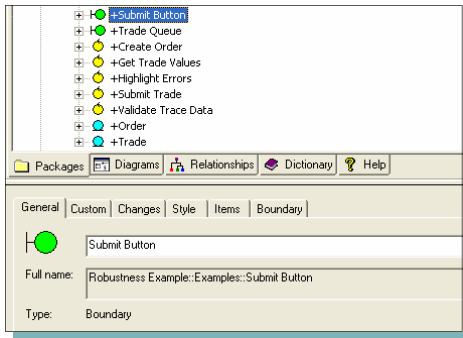 +Submit Button
+Trade Queue
+Create Order
+Get Trade Values
+Highlight Errors
+Submit Trade
+Validate Trace Data
+Order
+Trade
Packages Diagrams Relationships Dictionary Help
General Custom Changes Style Items Boundary
Submit Button
Full name: Robustness Example::Examples::Submit Button
Type: Boundary